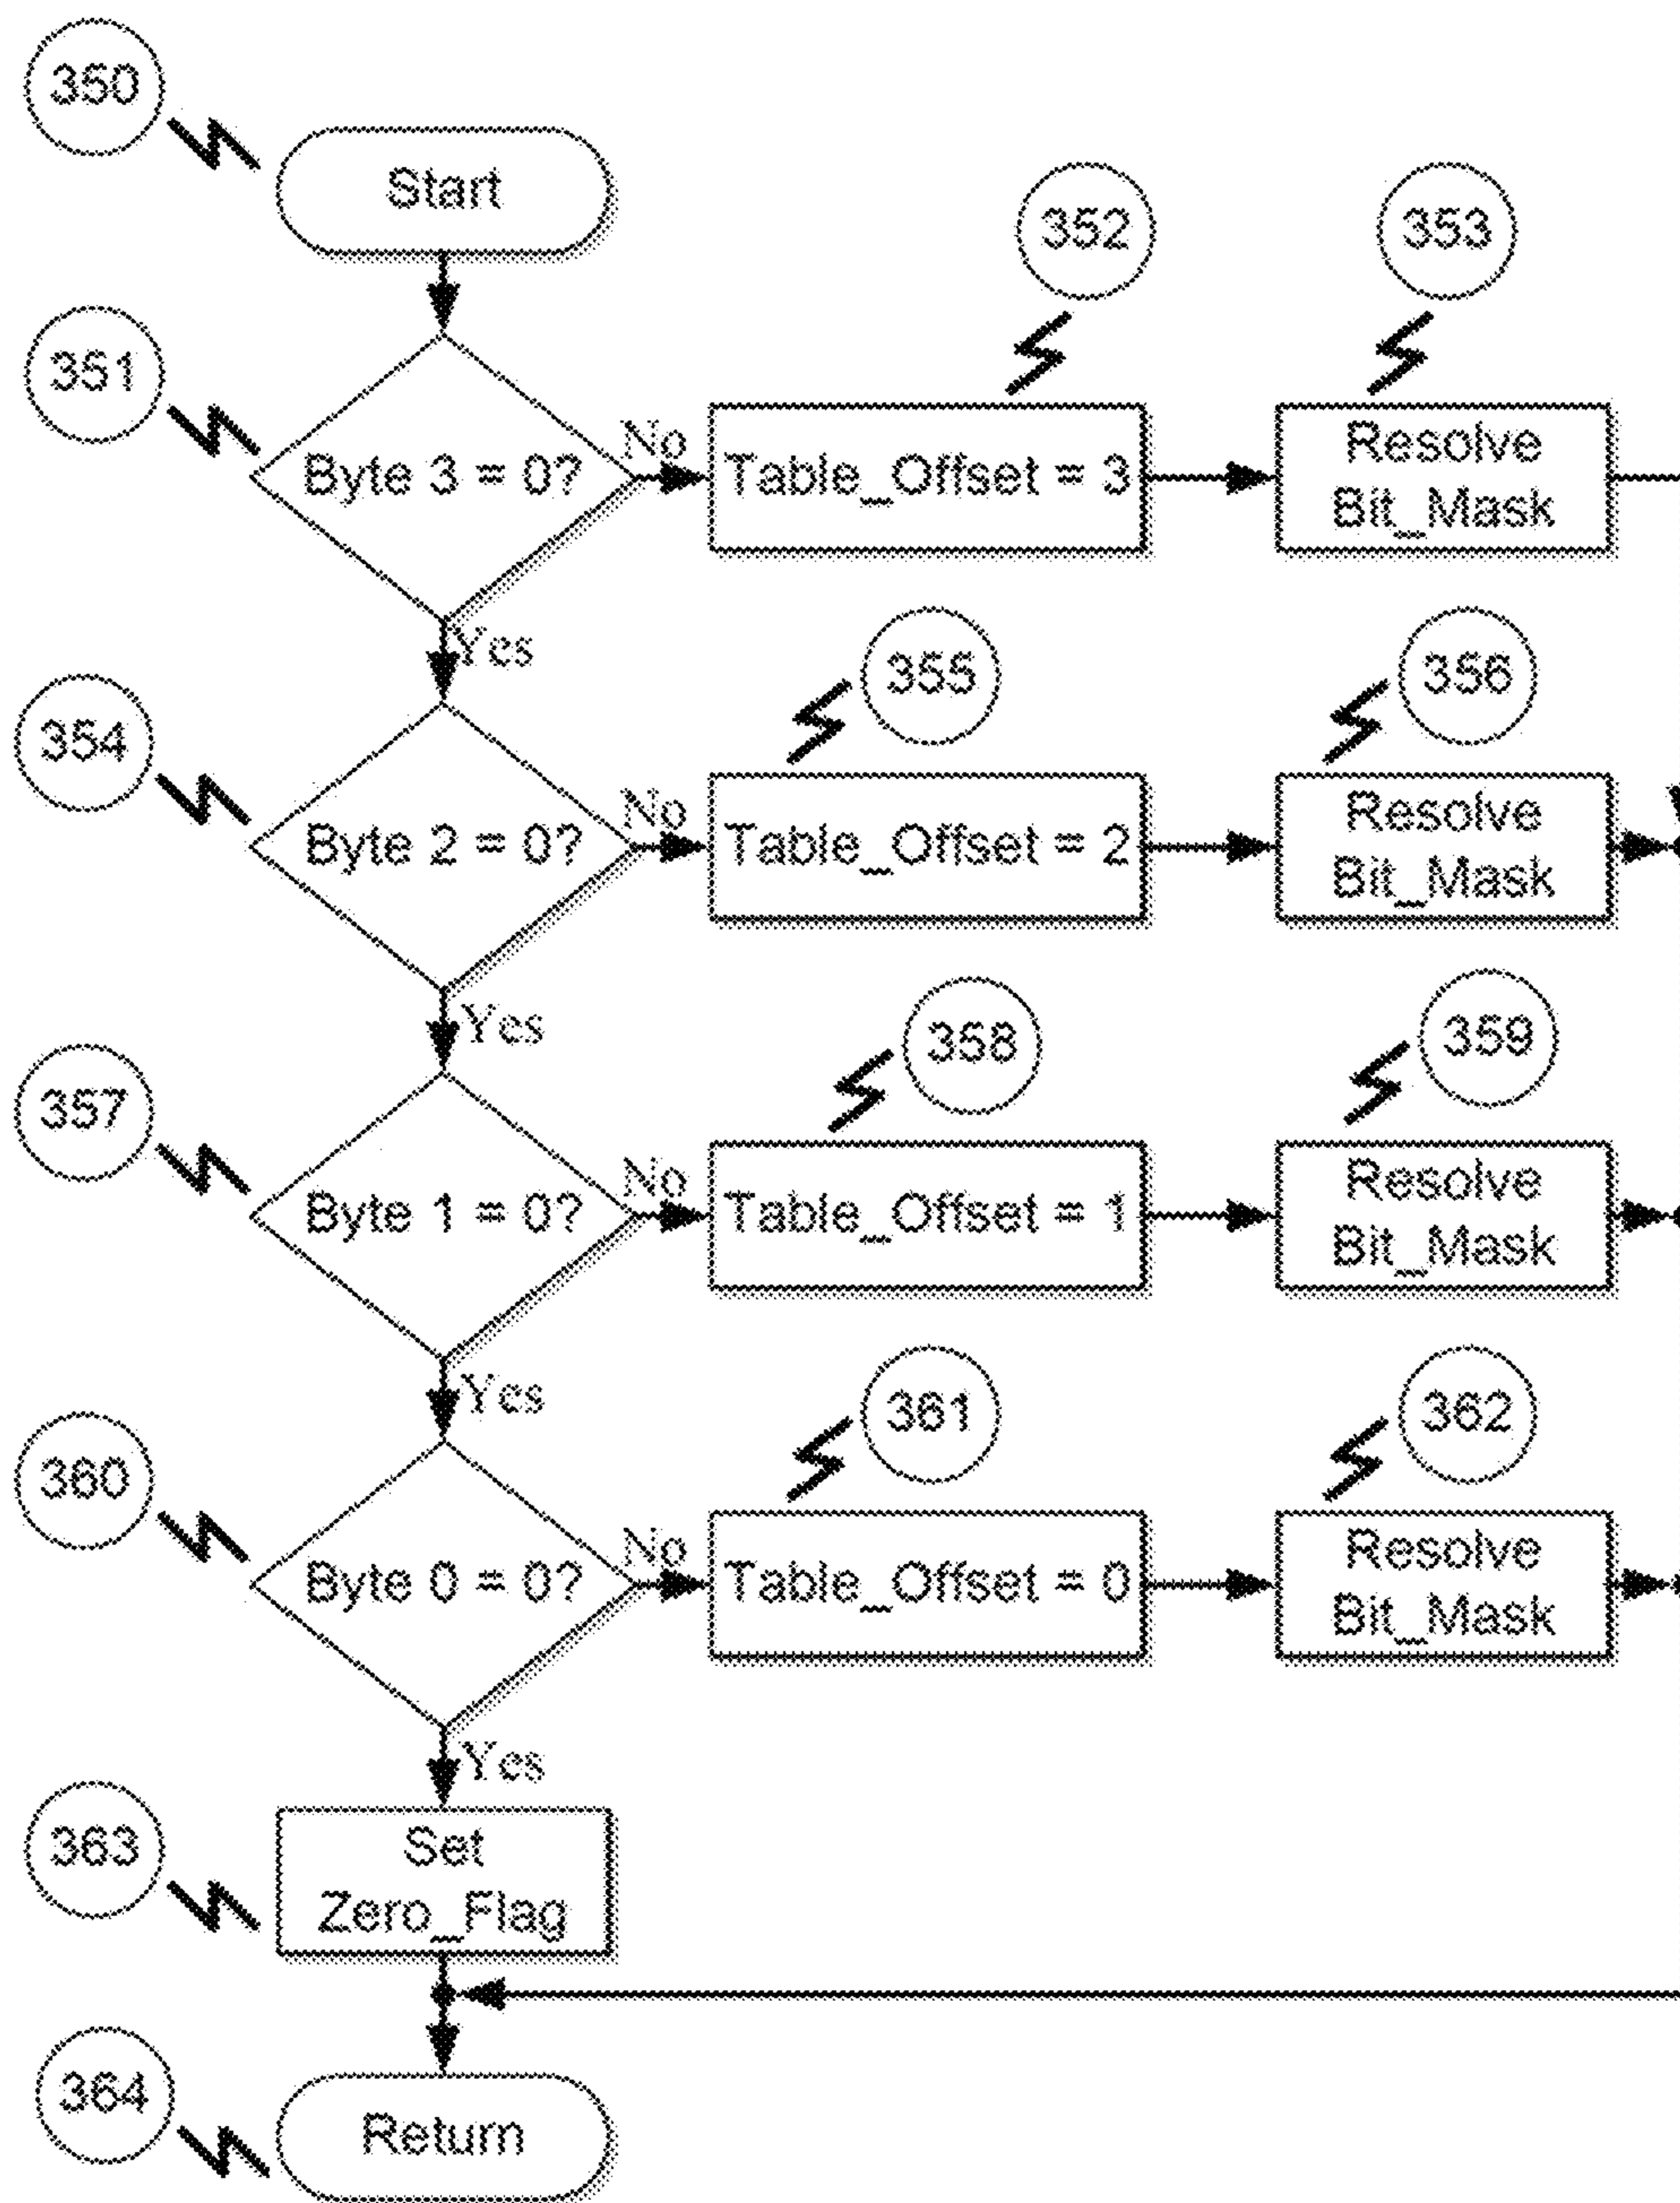 350
Start
352
353
351
Byte 3 = 0?
No
Table_Offset = 3
Resolve
Bit_Mask
Yes
355
356
354
Byte 2 = 0?
No
Table_Offset = 2
Resolve
Bit_Mask
Yes
358
359
357
Byte 1 = 0?
No
Table_Offset = 1
Resolve
Bit_Mask
Yes
361
362
360
Byte 0 = 0?
No
Table_Offset = 0
Resolve
Bit_Mask
Yes
363
Set
Zero_Flag
364
Return